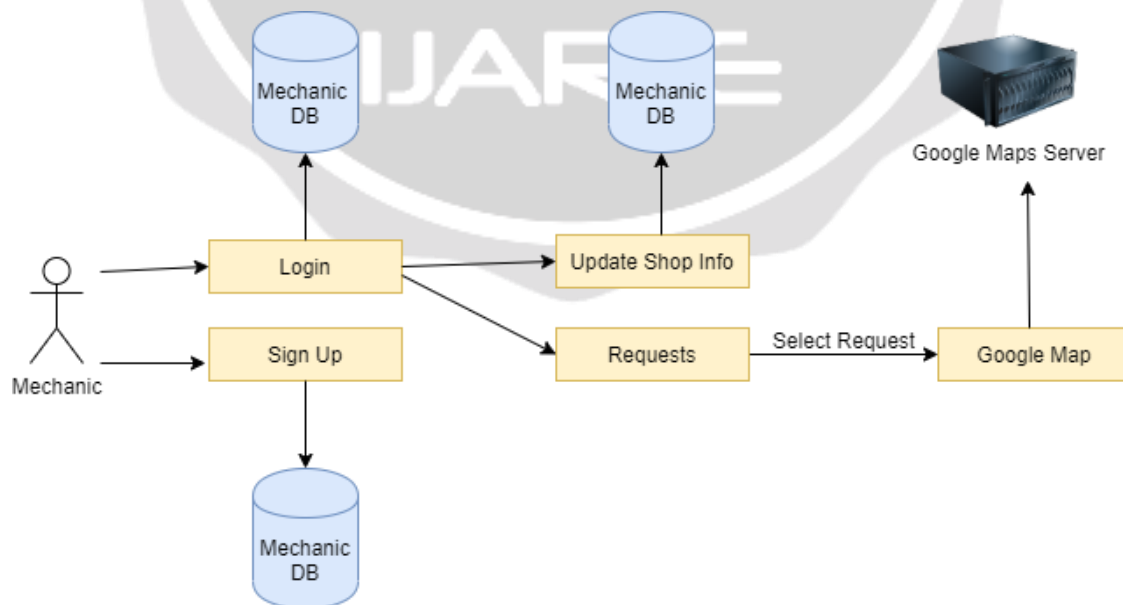 IJARIE
Mechanic
DB
Mechanic
DB
Google Maps Server
Login
Update Shop Info
Sign Up
Requests
Select Request
Google Map
Mechanic
Mechanic
DB